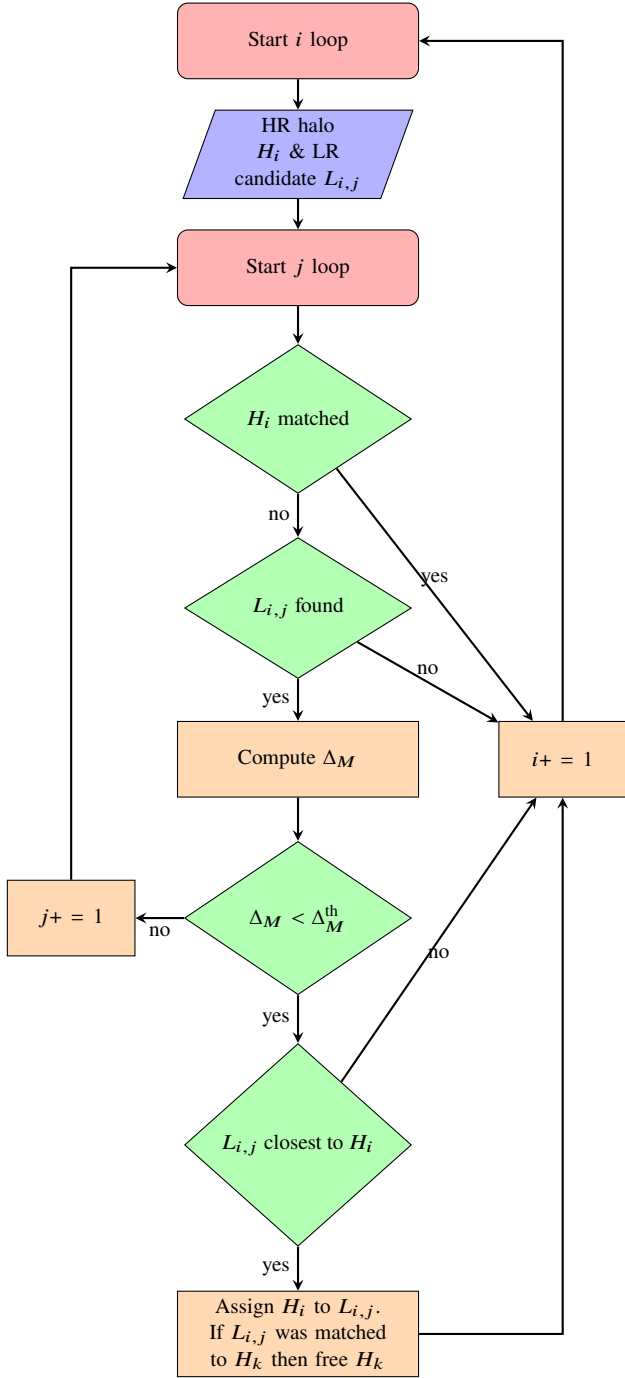 Start i loop
HR halo
H_i & LR
candidate L_{i,j}
Start j loop
H_i matched
no
yes
L_{i,j} found
no
yes
Compute Δ_M
i+ = 1
j+ = 1
no
Δ_M < Δ_M^{th}
no
yes
L_{i,j} closest to H_i
yes
Assign H_i to L_{i,j}.
If L_{i,j} was matched
to H_k then free H_k